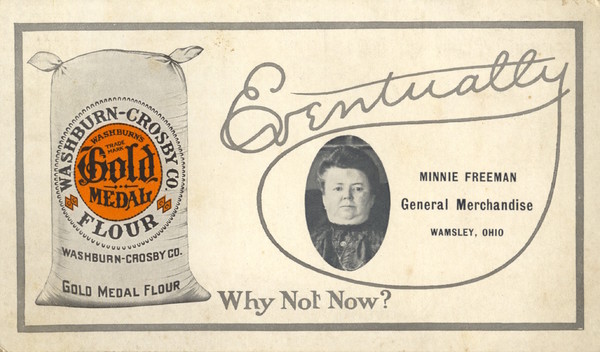 WASHBURN-CROSBY CO.
WASHBURN'S
TRADE
MARK
Gold
MEDAL
FLOUR
WASHBURN-CROSBY CO.
GOLD MEDAL FLOUR
Eventually
MINNIE FREEMAN
General Merchandise
WAMSLEY, OHIO
Why Not Now?